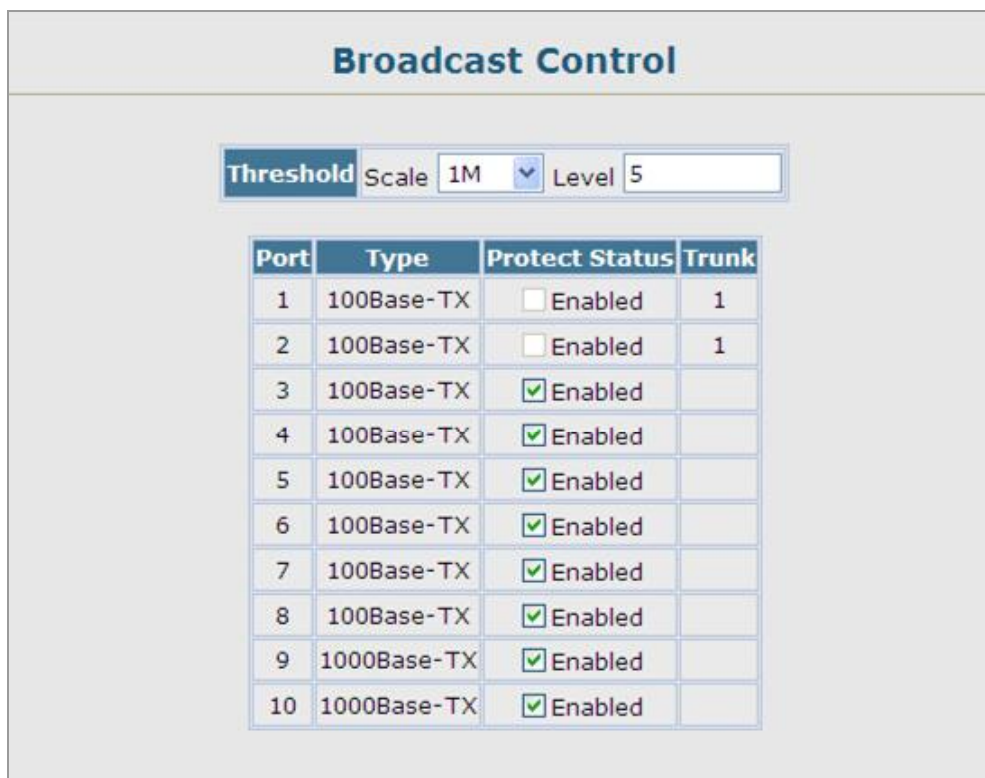 Broadcast Control
Threshold Scale 1M Level 5
Port Type Protect Status Trunk
1 100Base-TX Enabled 1
2 100Base-TX Enabled 1
3 100Base-TX Enabled
4 100Base-TX Enabled
5 100Base-TX Enabled
6 100Base-TX Enabled
7 100Base-TX Enabled
8 100Base-TX Enabled
9 1000Base-TX Enabled
10 1000Base-TX Enabled